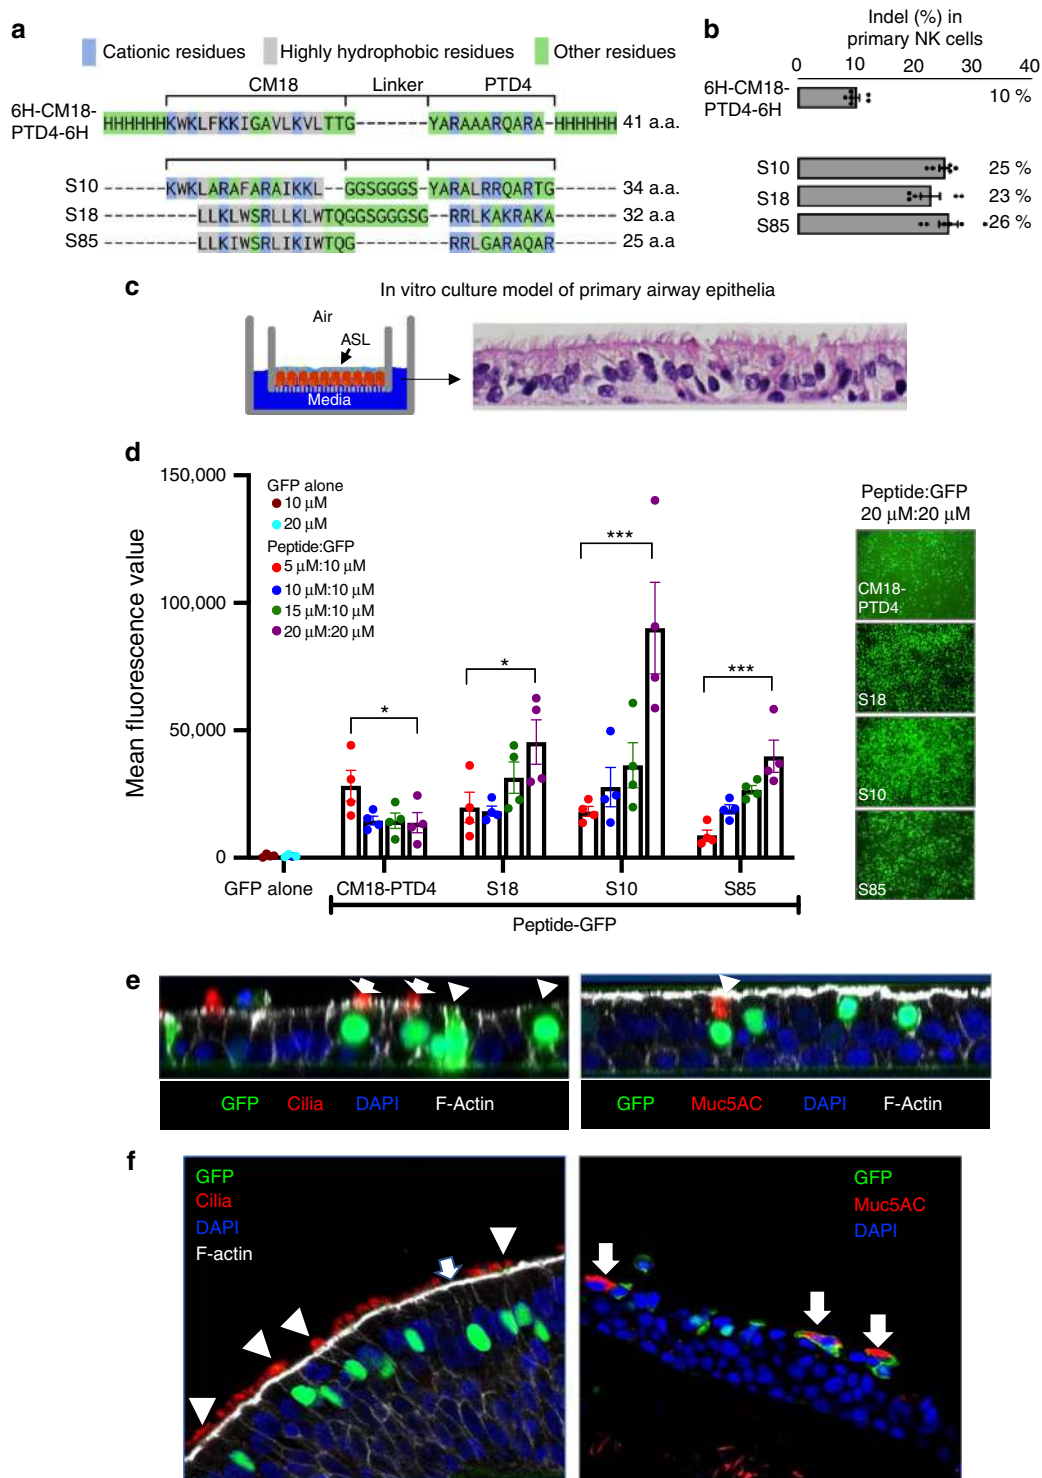 a
Cationic residues
Highly hydrophobic residues
Other residues
CM18
Linker
PTD4
6H-CM18-
PTD4-6H
HHHHHHKWKLFKKIGAVLKVLTTG-------YARAAARQARA-HHHHHH 41 a.a.
S10 ------KWKLARAFARAIKKL--GGSGGGS-YARALRRQARTG------ 34 a.a.
S18 ---------LLKLWSRLLKLWTQGGSGGGSG--RRLKAKRAKA------ 32 a.a
S85 ---------LLKIWSRLIKIWTQG---------RRLGARAQAR------ 25 a.a
b
Indel (%) in
primary NK cells
0 10 20 30 40
6H-CM18-
PTD4-6H
10 %
S10 25 %
S18 23 %
S85 26 %
c
In vitro culture model of primary airway epithelia
Air
ASL
Media
d
Mean fluorescence value
150,000
100,000
50,000
0
GFP alone
10 μM
20 μM
Peptide:GFP
5 μM:10 μM
10 μM:10 μM
15 μM:10 μM
20 μM:20 μM
*
*
***
***
GFP alone
CM18-PTD4
S18
S10
S85
Peptide-GFP
Peptide:GFP
20 μM:20 μM
CM18-
PTD4
S18
S10
S85
e
GFP Cilia DAPI F-Actin
GFP Muc5AC DAPI F-Actin
f
GFP
Cilia
DAPI
F-actin
GFP
Muc5AC
DAPI